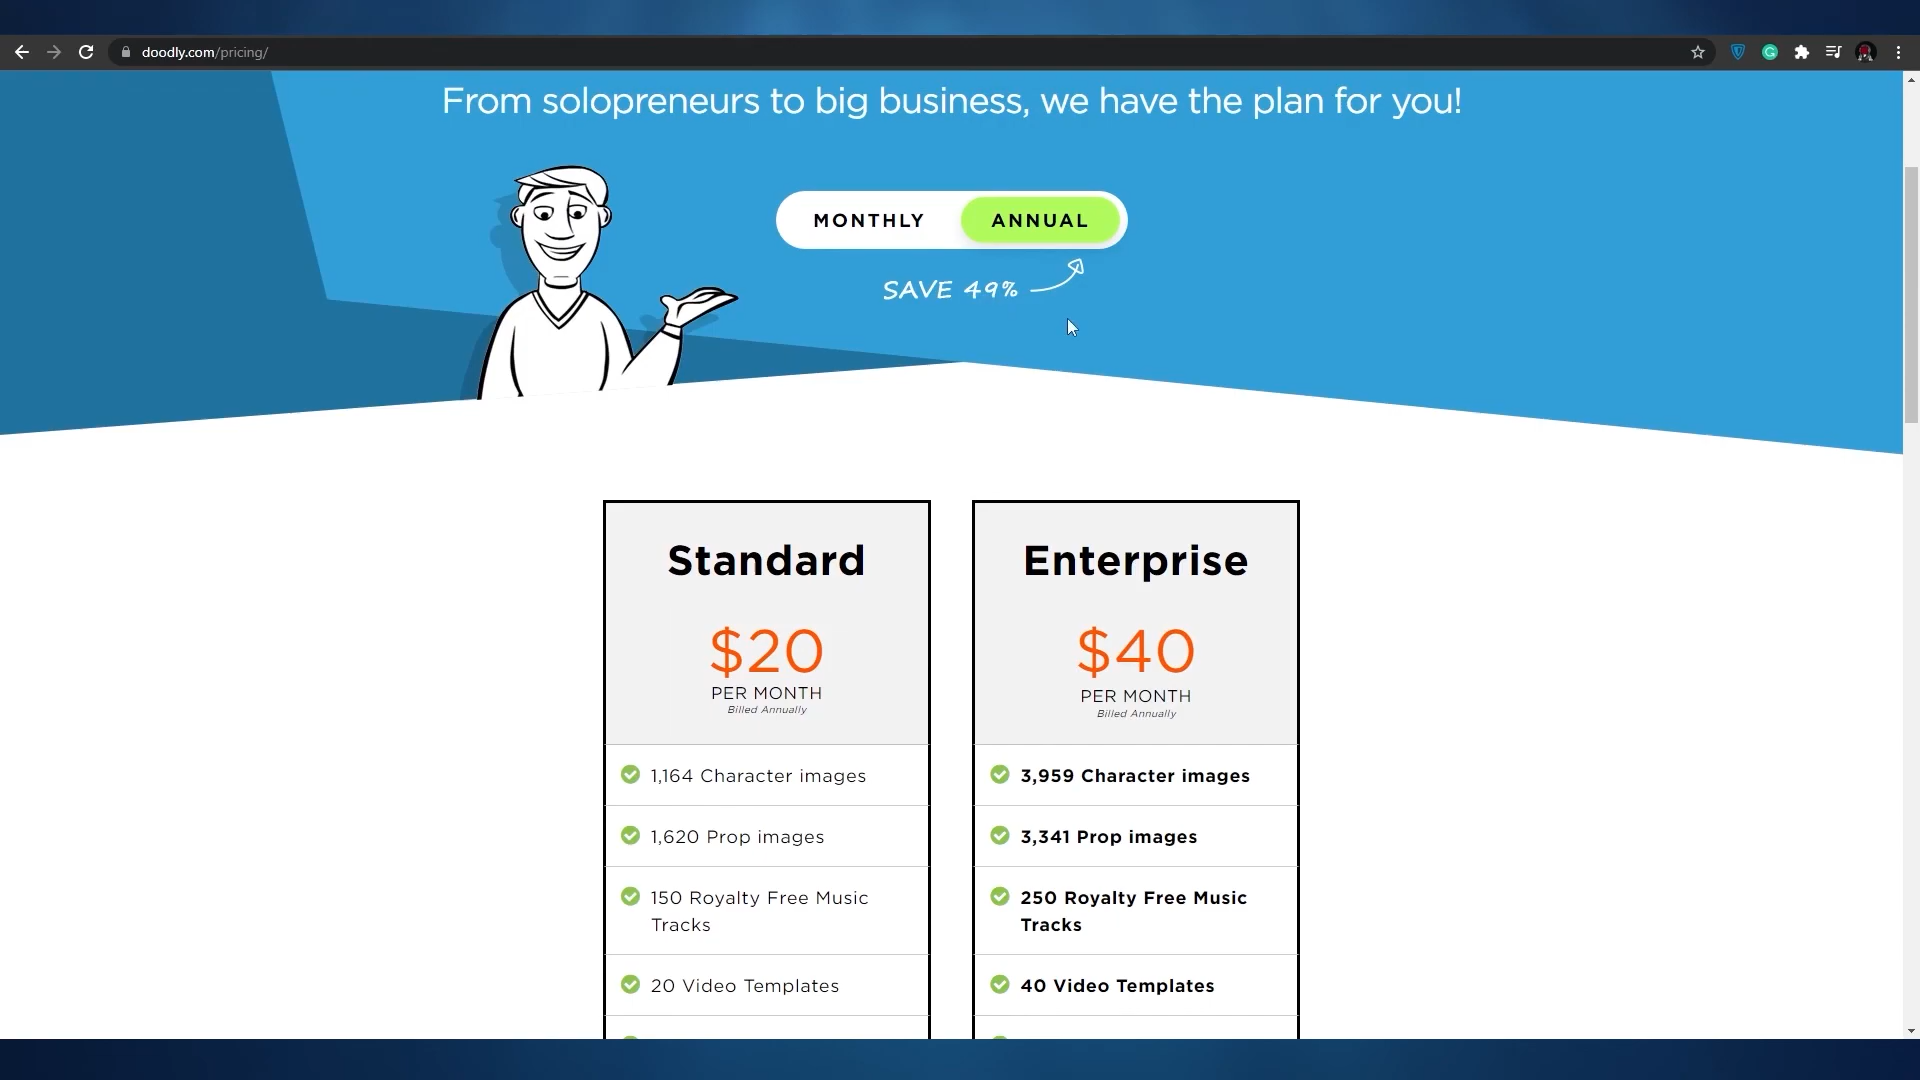 doodly.com/pricing/
From solopreneurs to big business, we have the plan for you!
MONTHLY ANNUAL
SAVE 49%
Standard
$20
PER MONTH
Billed Annually
1,164 Character images
1,620 Prop images
150 Royalty Free Music
Tracks
20 Video Templates
Enterprise
$40
PER MONTH
Billed Annually
3,959 Character images
3,341 Prop images
250 Royalty Free Music
Tracks
40 Video Templates